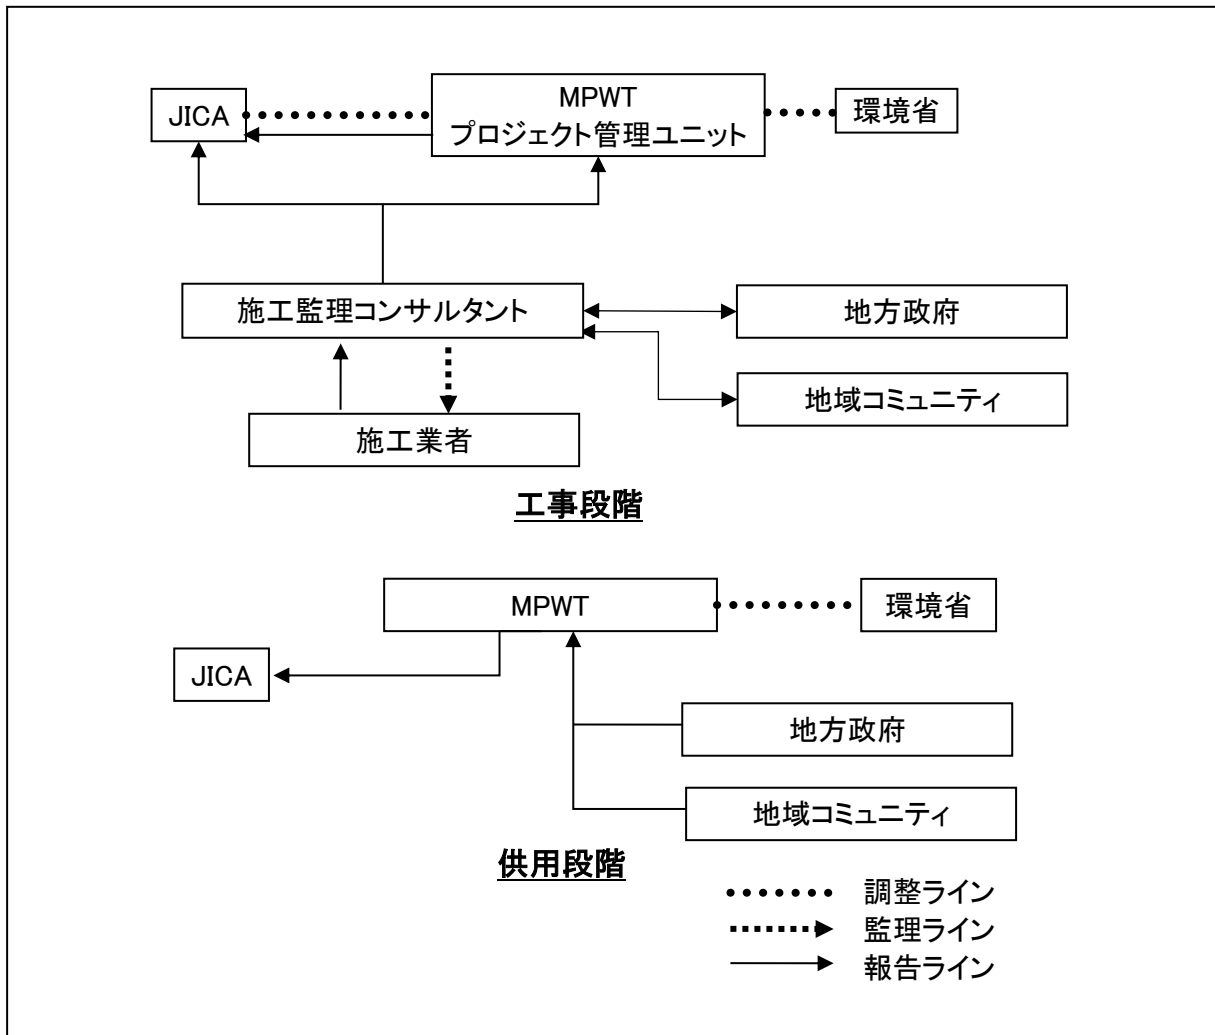 JICA
MPWT
プロジェクト管理ユニット
環境省
施工監理コンサルタント
地方政府
地域コミュニティ
施工業者
工事段階
MPWT
環境省
JICA
地方政府
地域コミュニティ
供用段階
調整ライン
監理ライン
報告ライン